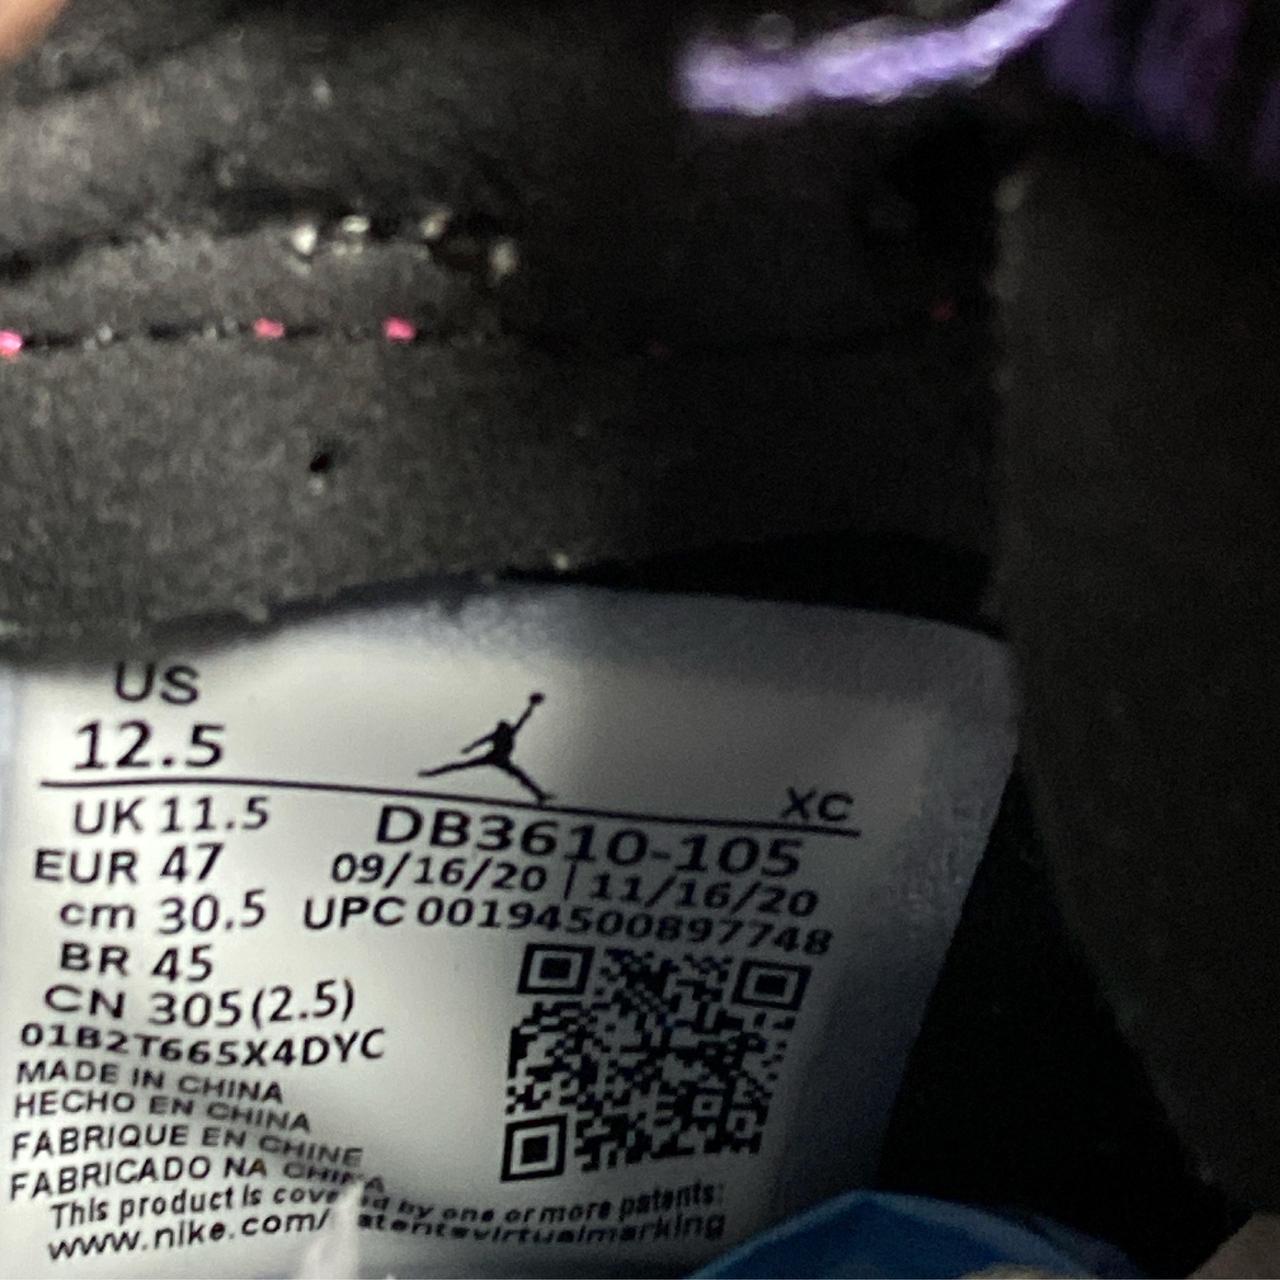 US
12.5
XC
UK 11.5
DB3610-105
EUR 47
09/16/20 | 11/16/20
cm 30.5
UPC 00194500897748
BR 45
CN 305(2.5)
01B2T665X4DYC
MADE IN CHINA
HECHO EN CHINA
FABRIQUE EN CHINE
FABRICADO NA CHINA
This product is covered by one or more patents:
www.nike.com/patentsvirtualmarking